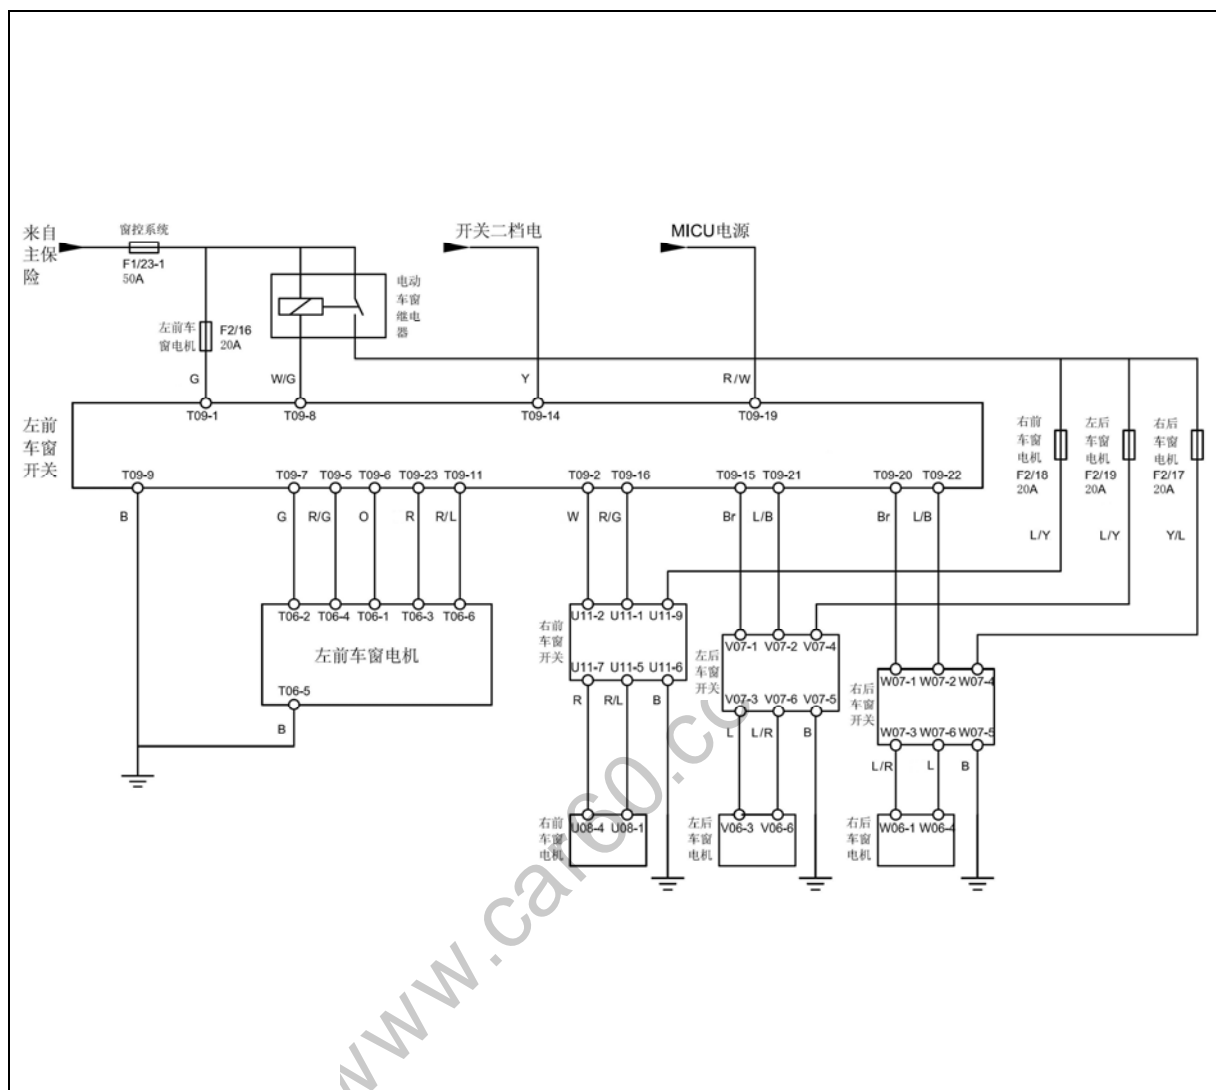 来自
主保
险
窗控系统
F1/23-1
50A
开关二档电
MICU电源
电动
车窗
继电
器
左前车
窗电机
F2/16
20A
G
W/G
Y
R/W
T09-1
T09-8
T09-14
T09-19
左前
车窗
开关
右前
车窗
电机
F2/18
20A
左后
车窗
电机
F2/19
20A
右后
车窗
电机
F2/17
20A
T09-9
T09-7
T09-5
T09-6
T09-23
T09-11
T09-2
T09-16
T09-15
T09-21
T09-20
T09-22
B
G
R/G
O
R
R/L
W
R/G
Br
L/B
Br
L/B
L/Y
L/Y
Y/L
T06-2
T06-4
T06-1
T06-3
T06-6
左前车窗电机
T06-5
B
右前
车窗
开关
U11-2
U11-1
U11-9
U11-7
U11-5
U11-6
R
R/L
B
左后
车窗
开关
V07-1
V07-2
V07-4
V07-3
V07-6
V07-5
L
L/R
B
右后
车窗
开关
W07-1
W07-2
W07-4
W07-3
W07-6
W07-5
L/R
L
B
右前
车窗
电机
U08-4
U08-1
左后
车窗
电机
V06-3
V06-6
右后
车窗
电机
W06-1
W06-4
www.car60.co